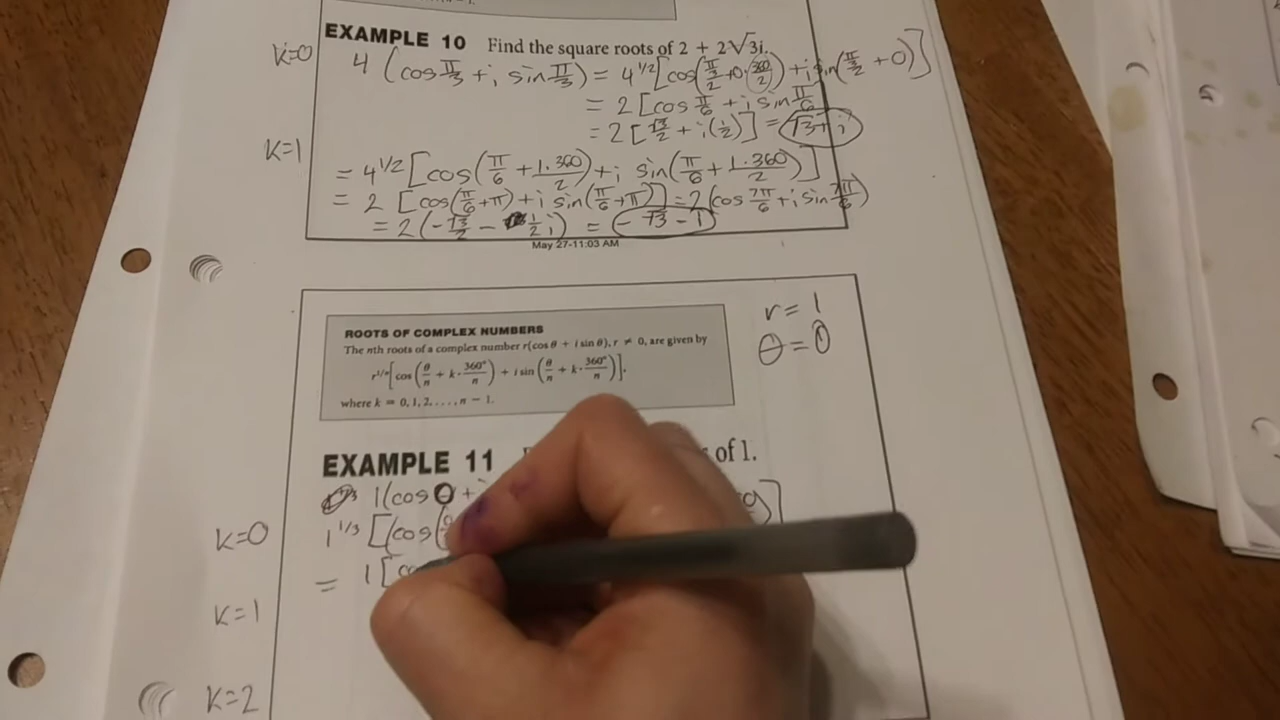 EXAMPLE 10 Find the square roots of 2 + 2√3i.
K=0 4 (cos π/3 + i sin π/3) = 4^1/2 [cos(π/3/2 + 0·360/2) + i sin(π/3/2 + 0)]
= 2 [cos π/6 + i sin π/6
= 2 [√3/2 + i(1/2)] = √3 + i
K=1
= 4^1/2 [cos(π/6 + 1.360/2) + i sin(π/6 + 1.360/2)]
= 2 [cos(π/6+π) + i sin(π/6+π)] = 2 (cos 7π/6 + i sin 7π/6)
= 2 (-√3/2 - 1/2 i) = -√3 - i
May 27-11:03 AM
ROOTS OF COMPLEX NUMBERS
The nth roots of a complex number r(cos θ + i sin θ), r ≠ 0, are given by
r^1/n [cos (θ/n + k·360°/n) + i sin (θ/n + k·360°/n)],
where k = 0, 1, 2, . . . , n − 1.
r = 1
θ = 0
EXAMPLE 11 of 1.
1(cos 0 +
K=0 1^1/3 [(cos(
= 1 [
K=1
K=2